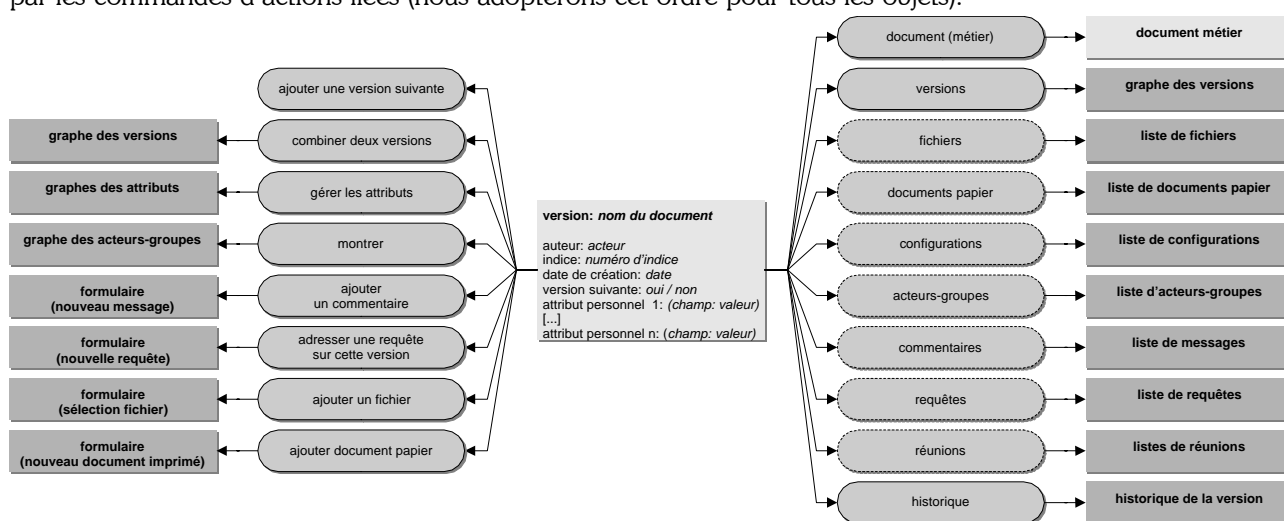 par les commandes d'actions liées (nous adopterons cet ordre pour tous les objets).
ajouter une version suivante
graphe des versions
combiner deux versions
graphes des attributs
gérer les attributs
graphe des acteurs-groupes
montrer
formulaire
(nouveau message)
ajouter
un commentaire
formulaire
(nouvelle requête)
adresser une requête
sur cette version
formulaire
(sélection fichier)
ajouter un fichier
formulaire
(nouveau document imprimé)
ajouter document papier
version: nom du document
auteur: acteur
indice: numéro d'indice
date de création: date
version suivante: oui / non
attribut personnel 1: (champ: valeur)
[...]
attribut personnel n: (champ: valeur)
document (métier)
document métier
versions
graphe des versions
fichiers
liste de fichiers
documents papier
liste de documents papier
configurations
liste de configurations
acteurs-groupes
liste d'acteurs-groupes
commentaires
liste de messages
requêtes
liste de requêtes
réunions
listes de réunions
historique
historique de la version